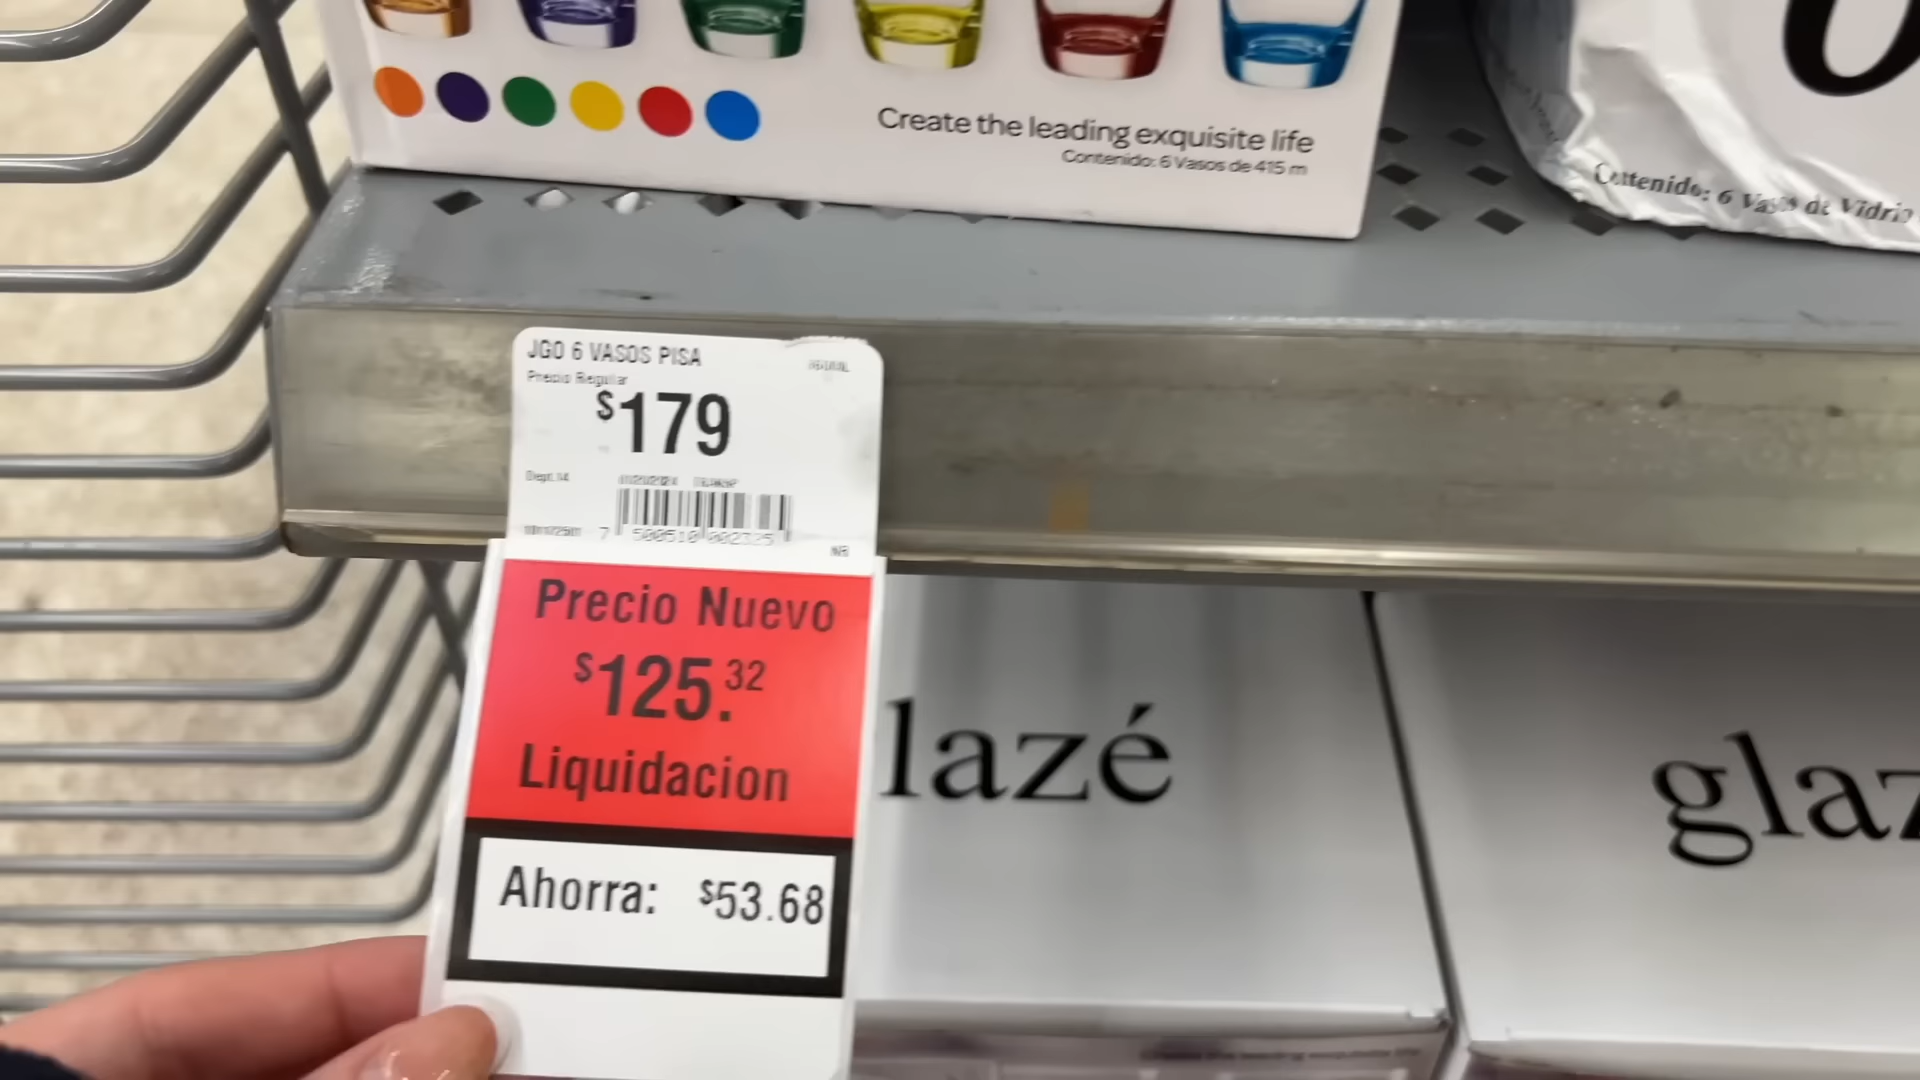 Create the leading exquisite life
Contenido: 6 Vasos de 415 m
6 Vasos de Vidrio
JGO 6 VASOS PISA
Precio Regular
$179
Dept.14
Precio Nuevo
$125.32
Liquidacion
Ahorra: $53.68
lazé
glaz